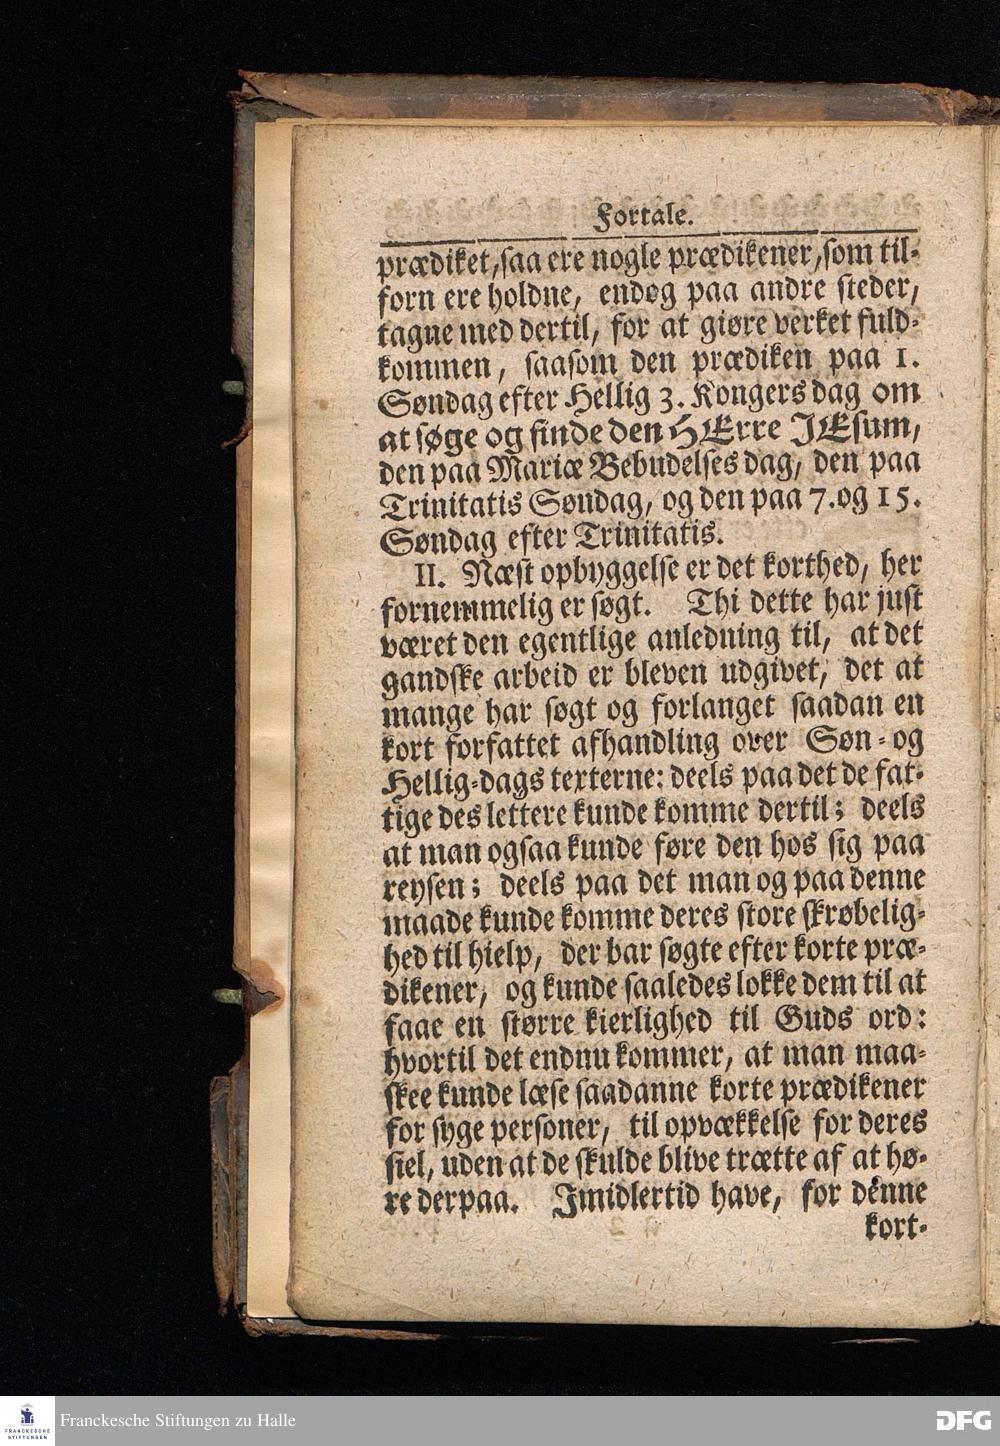 Fortale.
prædiket, saa ere nogle prædikener, som til-
forn ere holdne, endog paa andre steder,
tagne med dertil, for at giøre verket fuld-
kommen, saasom den prædiken paa 1.
Søndag efter Hellig 3. Kongers dag om
at søge og finde den HErre JEsum,
den paa Mariæ Bebudelses dag, den paa
Trinitatis Søndag, og den paa 7. og 15.
Søndag efter Trinitatis.
II. Næst opbyggelse er det korthed, her
fornemmelig er søgt. Thi dette har just
været den egentlige anledning til, at det
gandske arbeid er bleven udgivet, det at
mange har søgt og forlanget saadan en
kort forfattet afhandling over Søn- og
Hellig-dags texterne: deels paa det de fat-
tige des lettere kunde komme dertil; deels
at man ogsaa kunde føre den hos sig paa
reysen; deels paa det man og paa denne
maade kunde komme deres store skrøbelig-
hed til hielp, der bar søgte efter korte præ-
dikener, og kunde saaledes lokke dem til at
faae en større kierlighed til Guds ord:
hvortil det endnu kommer, at man maa-
skee kunde læse saadanne korte prædikener
for syge personer, til opvækkelse for deres
siel, uden at de skulde blive trætte af at hø-
re derpaa. Imidlertid have, for denne
kort-
FRANCKESCHE
STIFTUNGEN
Franckesche Stiftungen zu Halle
DFG